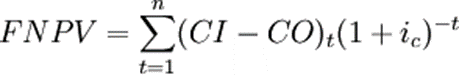 $FNPV = \sum_{t=1}^{n} (CI - CO)_t (1 + i_c)^{-t}$